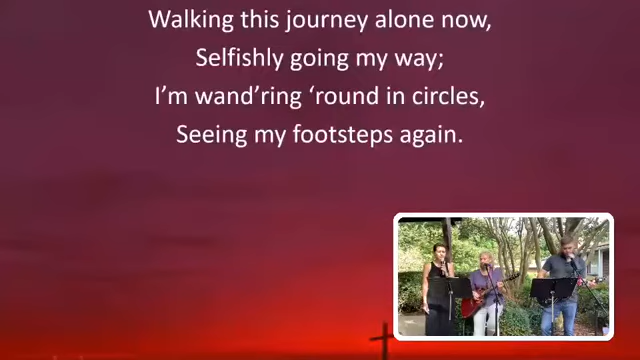 Walking this journey alone now,
Selfishly going my way;
I'm wand'ring ‘round in circles,
Seeing my footsteps again.